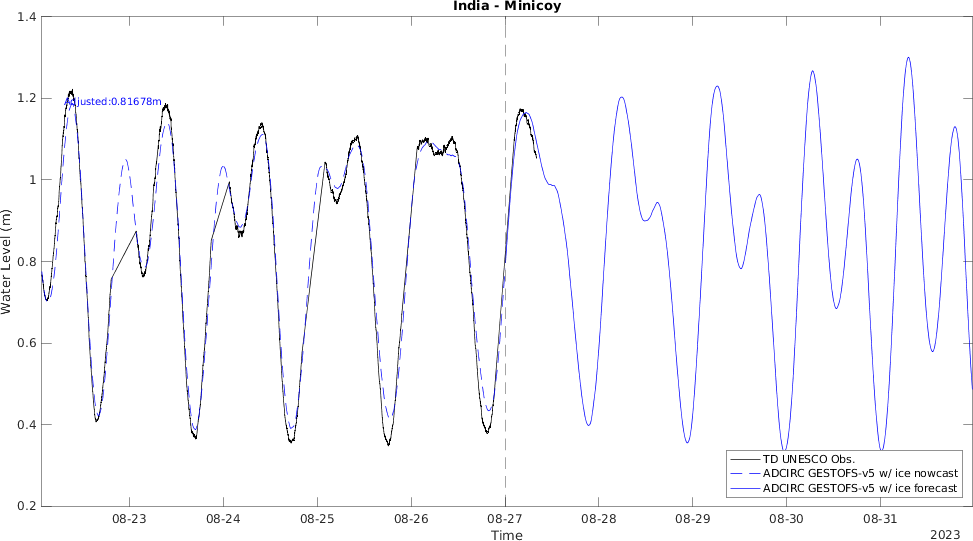 India - Minicoy
1.4
1.2
1
0.8
0.6
0.4
0.2
Water Level (m)
Adjusted:0.81678m
TD UNESCO Obs.
ADCIRC GESTOFS-v5 w/ ice nowcast
ADCIRC GESTOFS-v5 w/ ice forecast
08-23 08-24 08-25 08-26 08-27 08-28 08-29 08-30 08-31
Time
2023